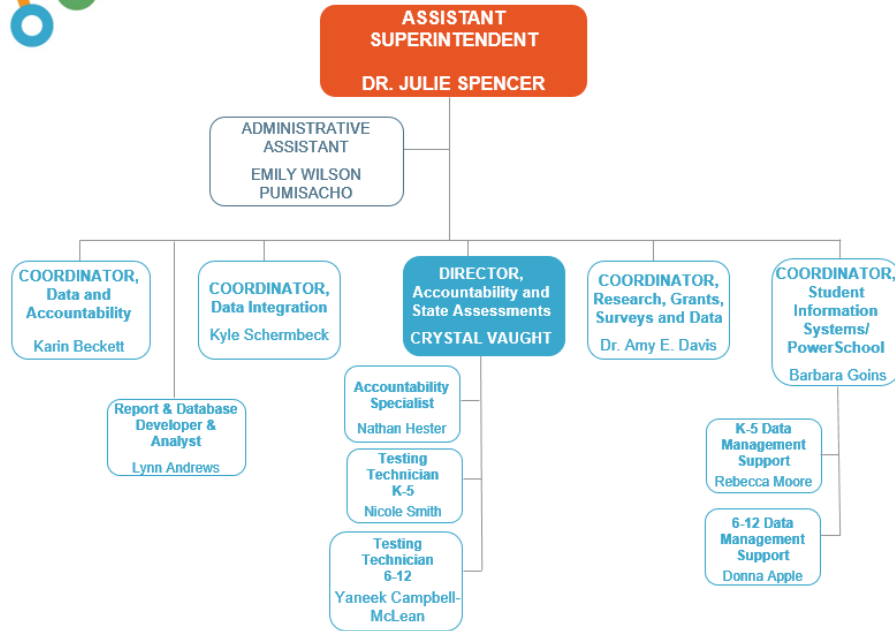 ASSISTANT
SUPERINTENDENT
DR. JULIE SPENCER
ADMINISTRATIVE
ASSISTANT
EMILY WILSON
PUMISACHO
COORDINATOR,
Data and
Accountability
Karin Beckett
Report & Database
Developer &
Analyst
Lynn Andrews
COORDINATOR,
Data Integration
Kyle Schermbeck
DIRECTOR,
Accountability and
State Assessments
CRYSTAL VAUGHT
Accountability
Specialist
Nathan Hester
Testing
Technician
K-5
Nicole Smith
Testing
Technician
6-12
Yaneek Campbell-
McLean
COORDINATOR,
Research, Grants,
Surveys and Data
Dr. Amy E. Davis
COORDINATOR,
Student
Information
Systems/
PowerSchool
Barbara Goins
K-5 Data
Management
Support
Rebecca Moore
6-12 Data
Management
Support
Donna Apple